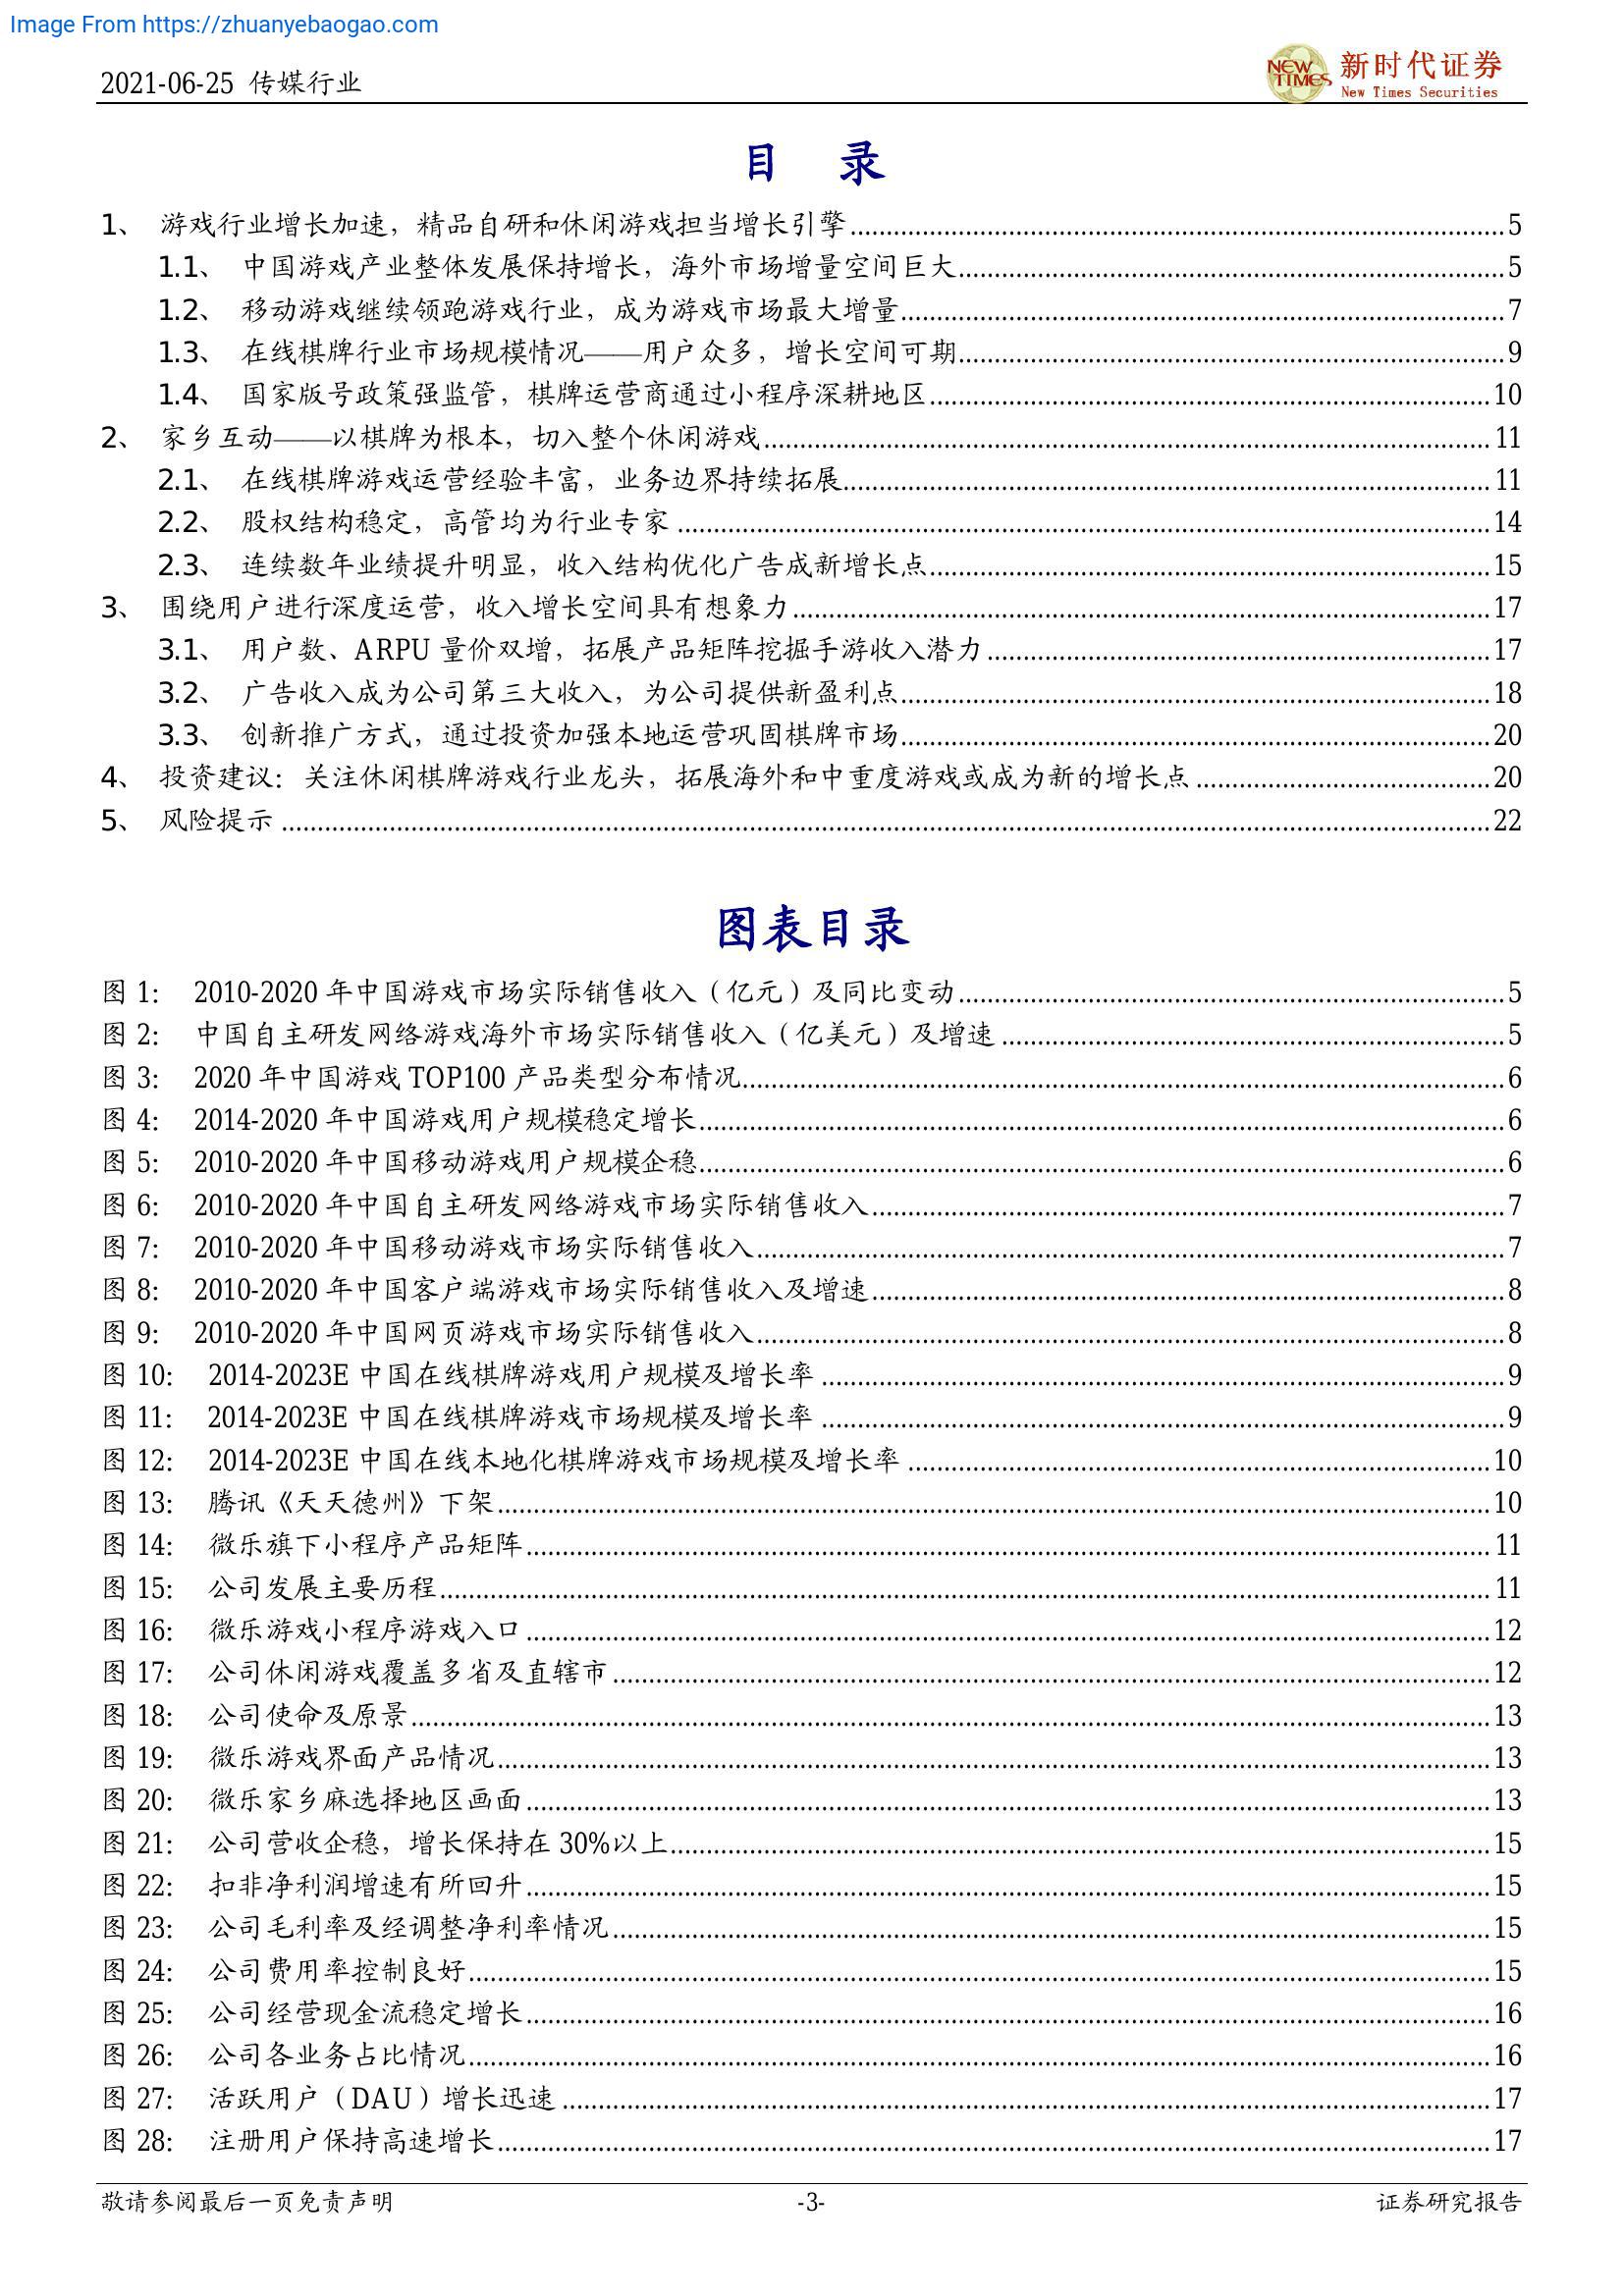 Image From https://zhuanyebaogao.com
2021-06-25 传媒行业
NEW TIMES 新时代证券
New Times Securities
目 录
1、 游戏行业增长加速，精品自研和休闲游戏担当增长引擎 5
1.1、 中国游戏产业整体发展保持增长，海外市场增量空间巨大 5
1.2、 移动游戏继续领跑游戏行业，成为游戏市场最大增量 7
1.3、 在线棋牌行业市场规模情况——用户众多，增长空间可期 9
1.4、 国家版号政策强监管，棋牌运营商通过小程序深耕地区 10
2、 家乡互动——以棋牌为根本，切入整个休闲游戏 11
2.1、 在线棋牌游戏运营经验丰富，业务边界持续拓展 11
2.2、 股权结构稳定，高管均为行业专家 14
2.3、 连续数年业绩提升明显，收入结构优化广告成新增长点 15
3、 围绕用户进行深度运营，收入增长空间具有想象力 17
3.1、 用户数、ARPU 量价双增，拓展产品矩阵挖掘手游收入潜力 17
3.2、 广告收入成为公司第三大收入，为公司提供新盈利点 18
3.3、 创新推广方式，通过投资加强本地运营巩固棋牌市场 20
4、 投资建议：关注休闲棋牌游戏行业龙头，拓展海外和中重度游戏或成为新的增长点 20
5、 风险提示 22
图表目录
图 1： 2010-2020 年中国游戏市场实际销售收入（亿元）及同比变动 5
图 2： 中国自主研发网络游戏海外市场实际销售收入（亿美元）及增速 5
图 3： 2020 年中国游戏 TOP100 产品类型分布情况 6
图 4： 2014-2020 年中国游戏用户规模稳定增长 6
图 5： 2010-2020 年中国移动游戏用户规模企稳 6
图 6： 2010-2020 年中国自主研发网络游戏市场实际销售收入 7
图 7： 2010-2020 年中国移动游戏市场实际销售收入 7
图 8： 2010-2020 年中国客户端游戏市场实际销售收入及增速 8
图 9： 2010-2020 年中国网页游戏市场实际销售收入 8
图 10： 2014-2023E 中国在线棋牌游戏用户规模及增长率 9
图 11： 2014-2023E 中国在线棋牌游戏市场规模及增长率 9
图 12： 2014-2023E 中国在线本地化棋牌游戏市场规模及增长率 10
图 13： 腾讯《天天德州》下架 10
图 14： 微乐旗下小程序产品矩阵 11
图 15： 公司发展主要历程 11
图 16： 微乐游戏小程序游戏入口 12
图 17： 公司休闲游戏覆盖多省及直辖市 12
图 18： 公司使命及原景 13
图 19： 微乐游戏界面产品情况 13
图 20： 微乐家乡麻选择地区画面 13
图 21： 公司营收企稳，增长保持在 30%以上 15
图 22： 扣非净利润增速有所回升 15
图 23： 公司毛利率及经调整净利率情况 15
图 24： 公司费用率控制良好 15
图 25： 公司经营现金流稳定增长 16
图 26： 公司各业务占比情况 16
图 27： 活跃用户（DAU）增长迅速 17
图 28： 注册用户保持高速增长 17
敬请参阅最后一页免责声明 -3- 证券研究报告